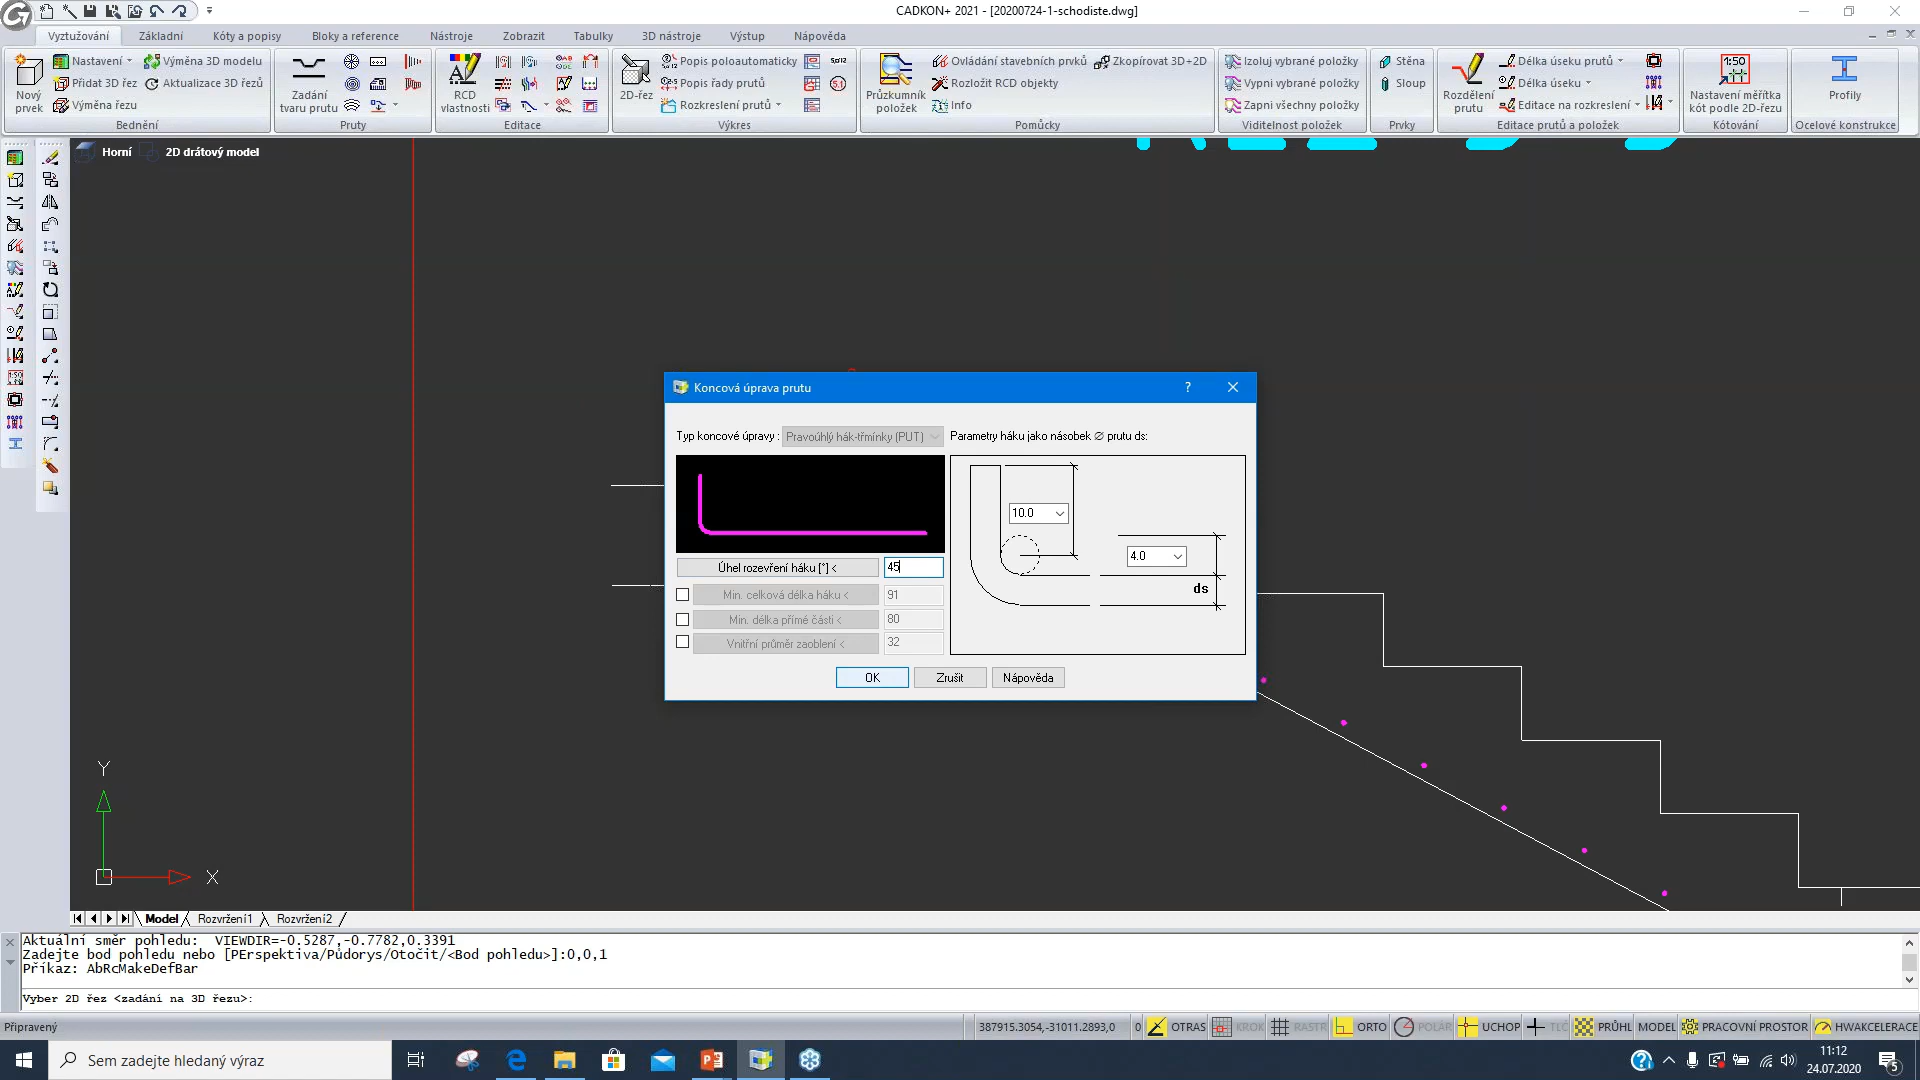 CADKON+ 2021 - [20200724-1-schodiste.dwg]
Vyztužování Základní Kóty a popisy Bloky a reference Nástroje Zobrazit Tabulky 3D nástroje Výstup Nápověda
Nový prvek
Nastavení
Přidat 3D řez
Výměna řezu
Výměna 3D modelu
Aktualizace 3D řezů
Bednění
Zadání tvaru prutu
Pruty
RCD vlastnosti
Editace
2D-řez
Popis poloautomaticky
Popis řady prutů
Rozkreslení prutů
Výkres
Průzkumník položek
Ovládání stavebních prvků
Rozložit RCD objekty
Info
Zkopírovat 3D+2D
Pomůcky
Izoluj vybrané položky
Vypni vybrané položky
Zapni všechny položky
Viditelnost položek
Stěna
Sloup
Prvky
Rozdělení prutu
Délka úseku prutů
Délka úseku
Editace na rozkreslení
Editace prutů a položek
1:50
Nastavení měřítka kót podle 2D-řezu
Kótování
Profily
Ocelové konstrukce
Horní 2D drátový model
Koncová úprava prutu
?
Typ koncové úpravy : Pravoúhlý hák-třmínky (PUT)
Parametry háku jako násobek ∅ prutu ds:
10.0
4.0
ds
Úhel rozevření háku [°] < 45
Min. celková délka háku < 91
Min. délka přímé části < 80
Vnitřní průměr zaoblení < 32
OK Zrušit Nápověda
Y
X
Model Rozvržení1 Rozvržení2
Aktuální směr pohledu: VIEWDIR=-0.5287,-0.7782,0.3391
Zadejte bod pohledu nebo [PErspektiva/Půdorys/Otočit/<Bod pohledu>]:0,0,1
Příkaz: AbRcMakeDefBar
Vyber 2D řez <zadání na 3D řezu>:
Připravený
387915.3054,-31011.2893,0 0 OTRAS KROK RASTR ORTO POLÁR UCHOP PRŮHL MODEL PRACOVNÍ PROSTOR HWAKCELERACE
Sem zadejte hledaný výraz
11:12
24.07.2020
5